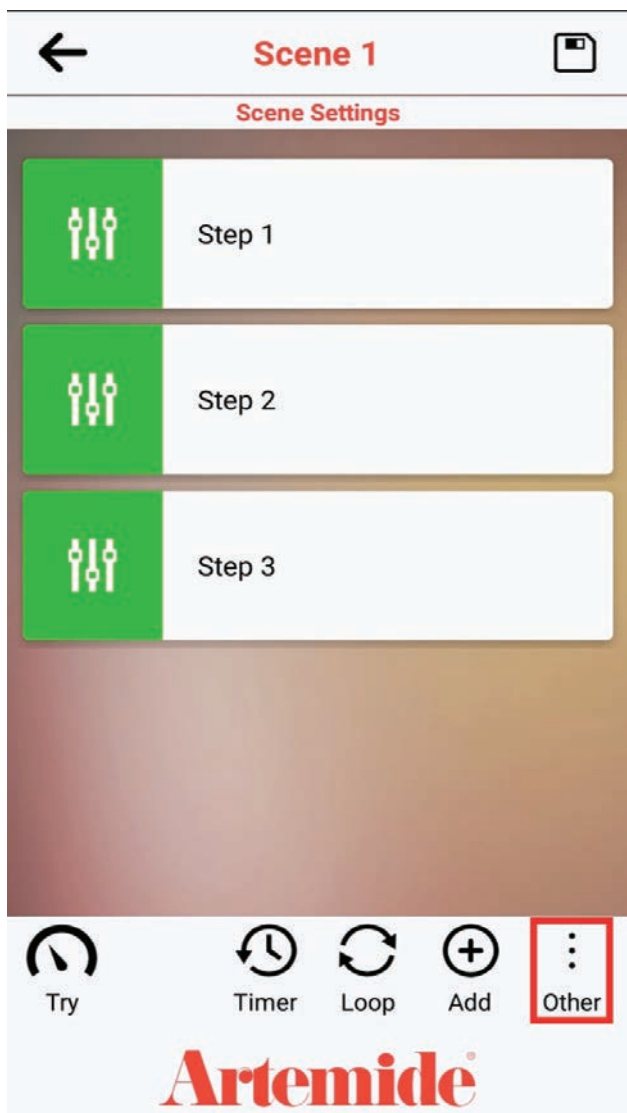 Scene 1
Scene Settings
Step 1
Step 2
Step 3
Try Timer Loop Add Other
Artemide®